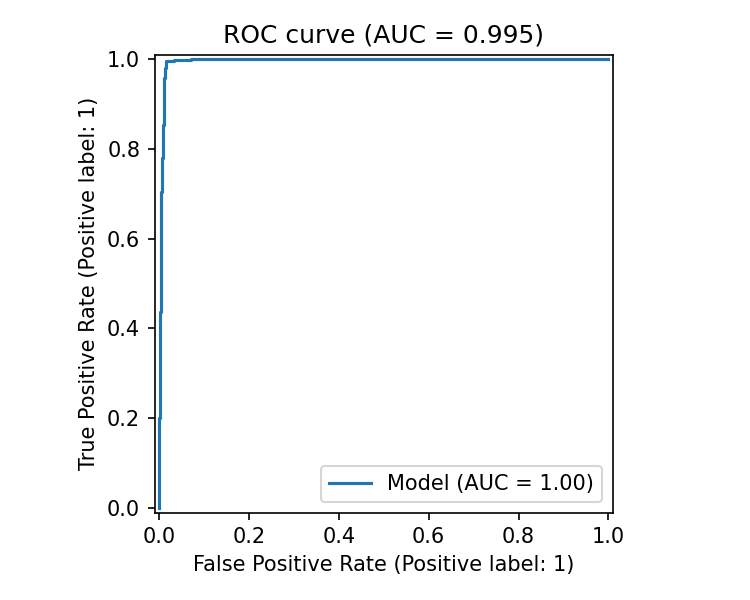 ROC curve (AUC = 0.995)
True Positive Rate (Positive label: 1)
1.0
0.8
0.6
0.4
0.2
0.0
Model (AUC = 1.00)
0.0 0.2 0.4 0.6 0.8 1.0
False Positive Rate (Positive label: 1)